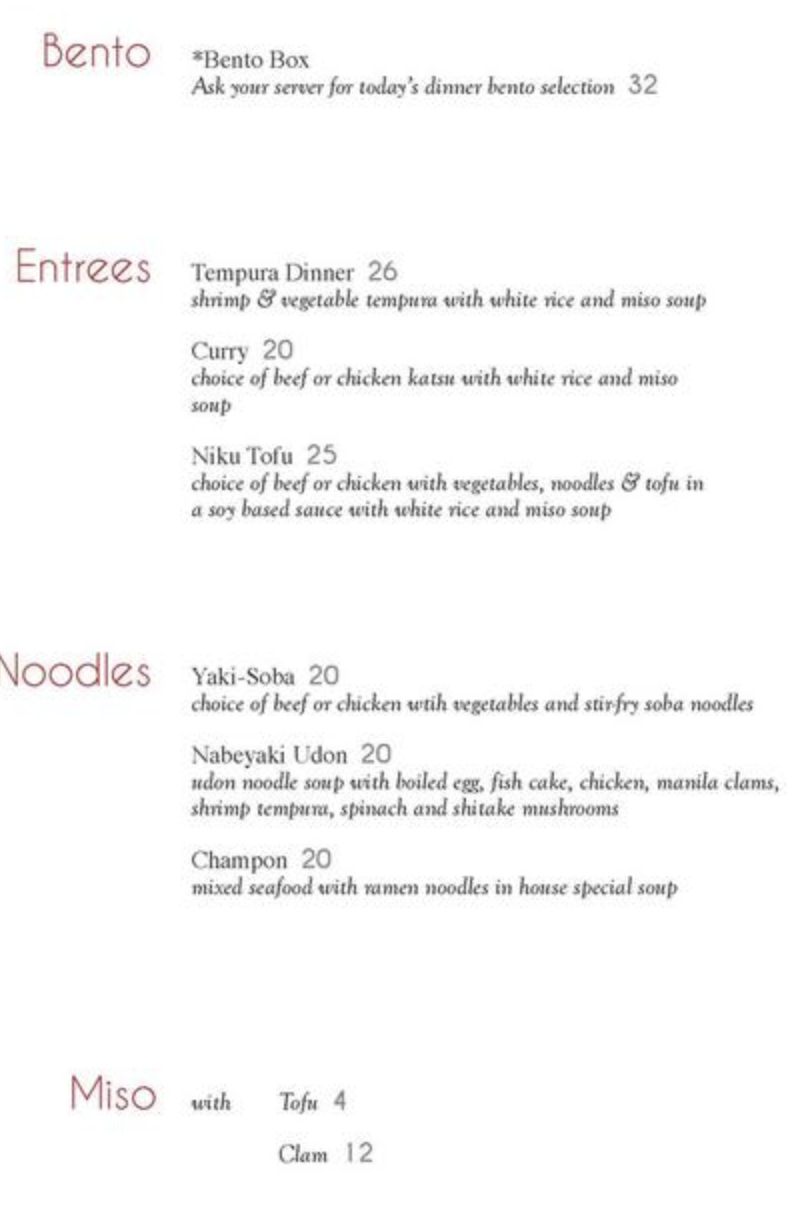 Bento
*Bento Box
Ask your server for today's dinner bento selection 32
Entrees
Tempura Dinner 26
shrimp & vegetable tempura with white rice and miso soup
Curry 20
choice of beef or chicken katsu with white rice and miso
soup
Niku Tofu 25
choice of beef or chicken with vegetables, noodles & tofu in
a soy based sauce with white rice and miso soup
Noodles
Yaki-Soba 20
choice of beef or chicken wtih vegetables and stir-fry soba noodles
Nabeyaki Udon 20
udon noodle soup with boiled egg, fish cake, chicken, manila clams,
shrimp tempura, spinach and shitake mushrooms
Champon 20
mixed seafood with ramen noodles in house special soup
Miso with Tofu 4
Clam 12